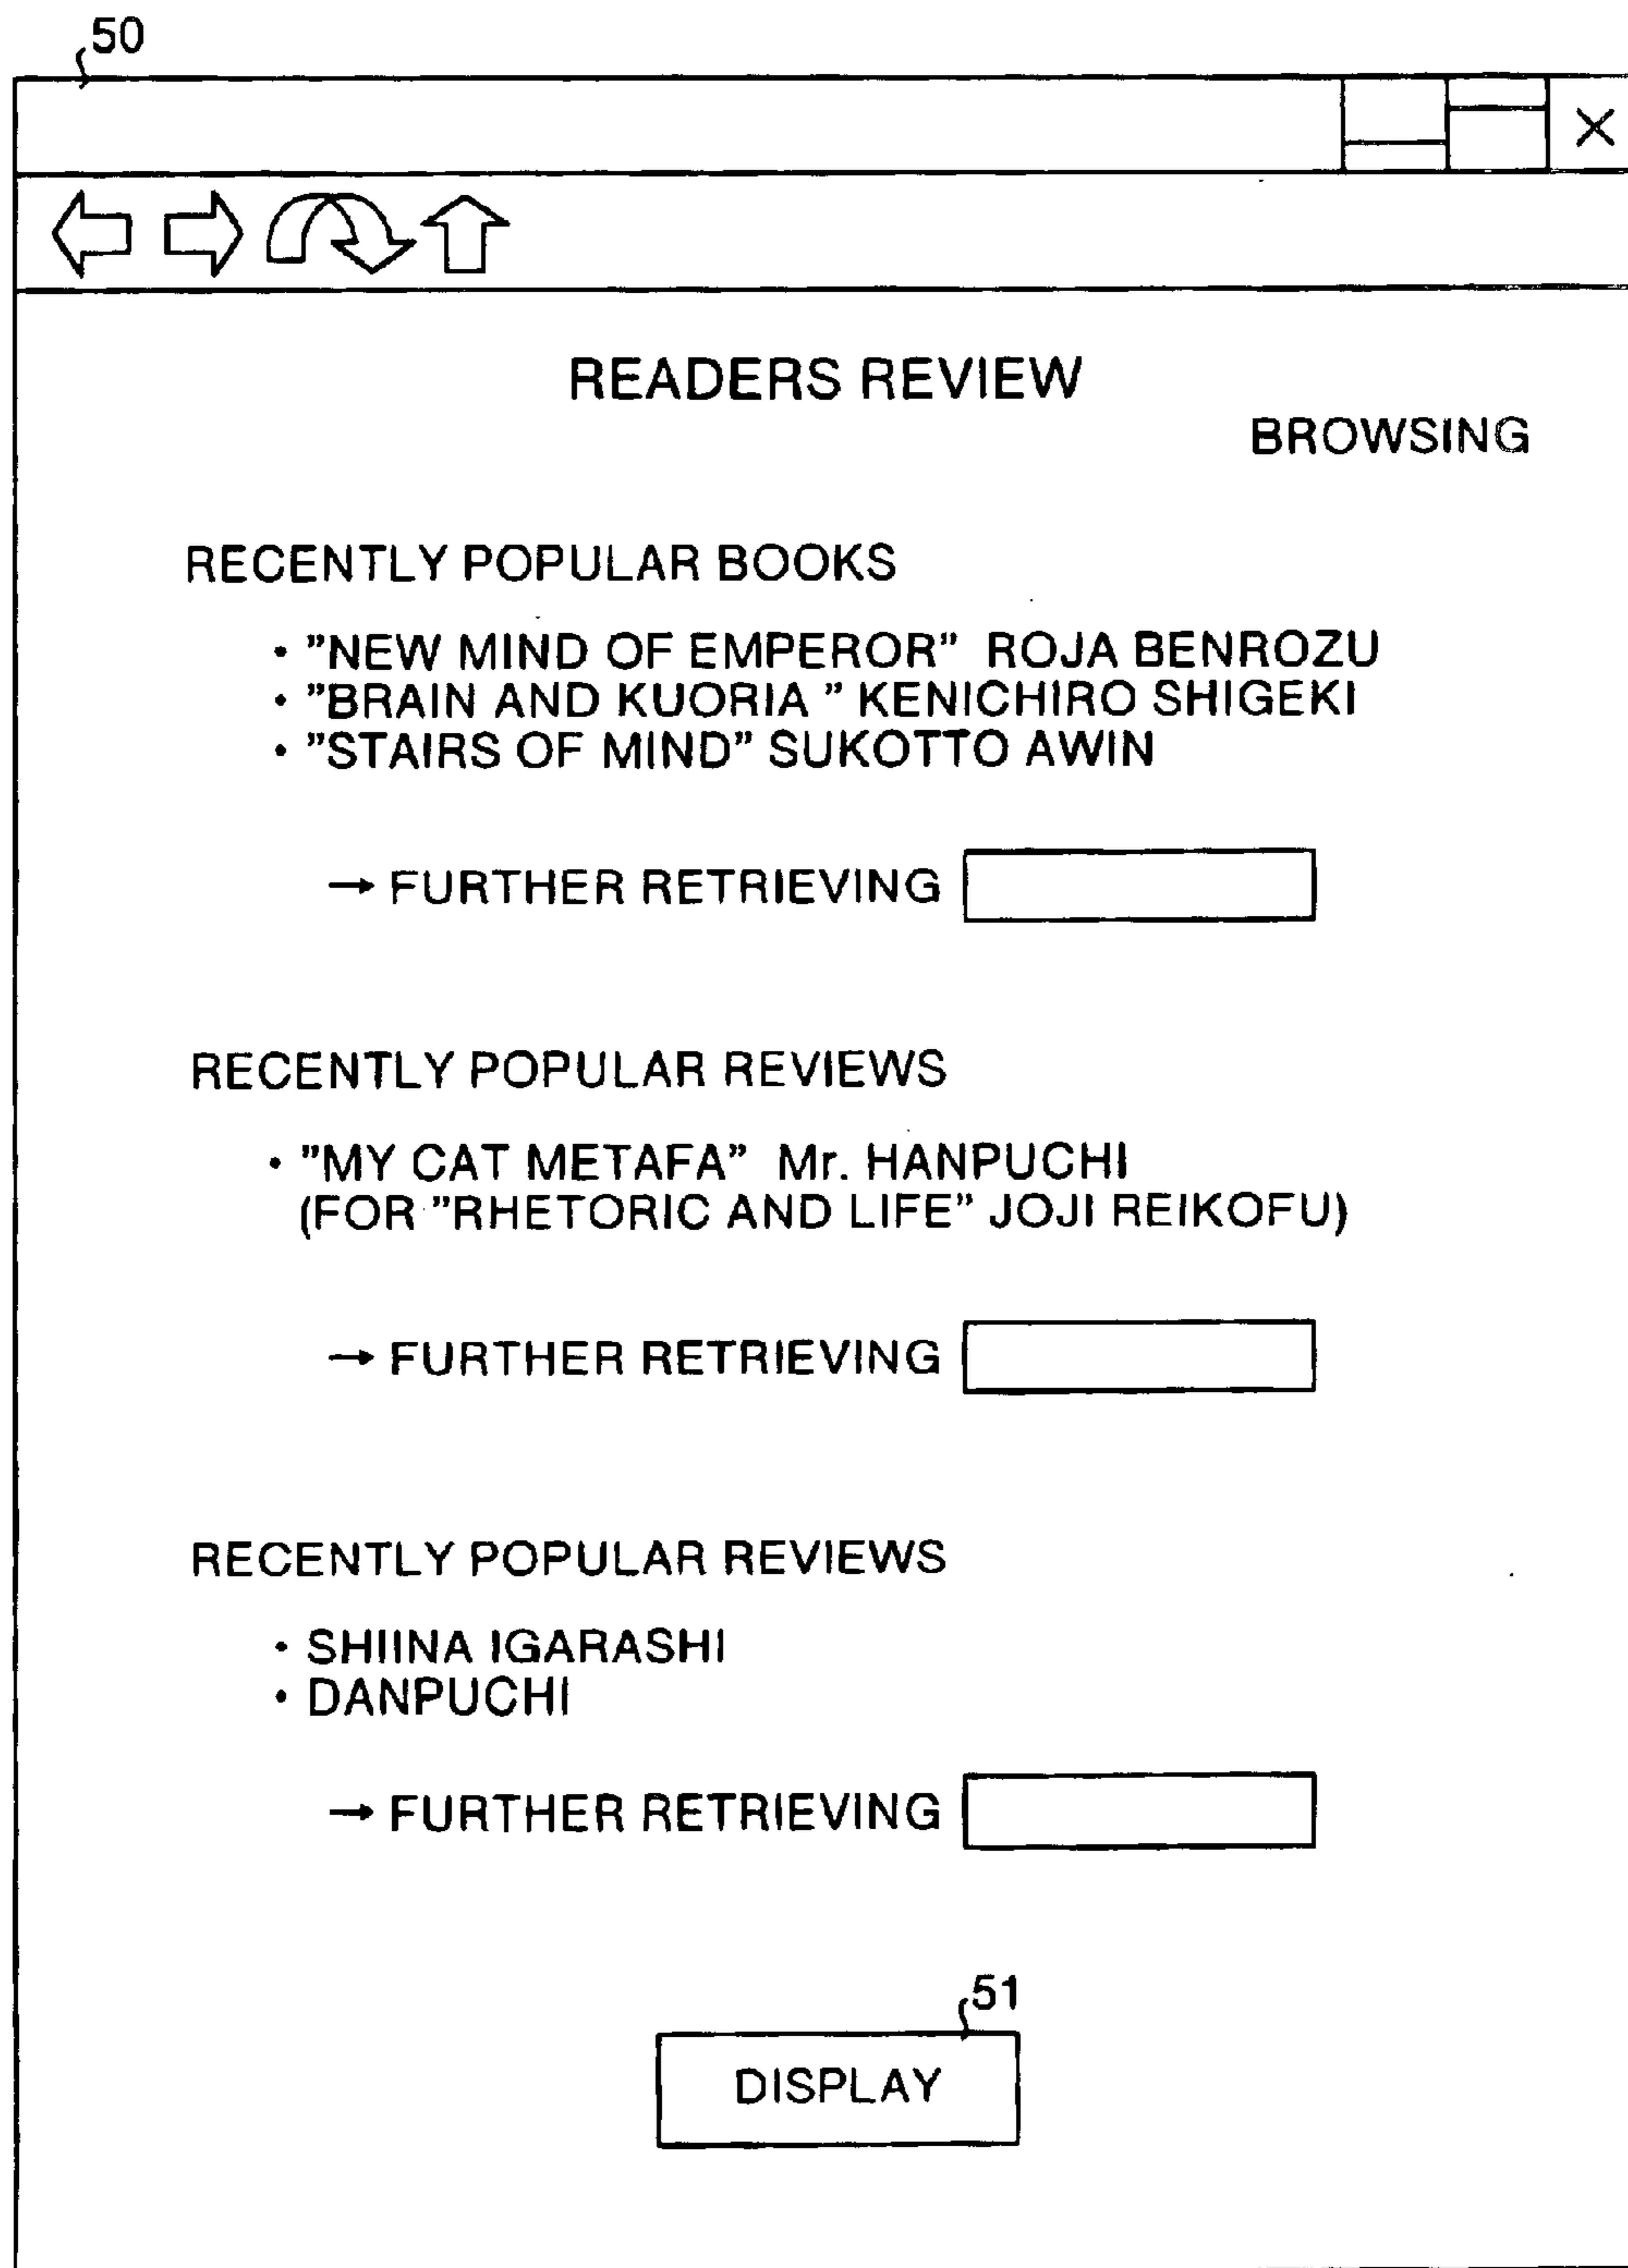 50
READERS REVIEW
BROWSING
RECENTLY POPULAR BOOKS
• "NEW MIND OF EMPEROR" ROJA BENROZU
• "BRAIN AND KUORIA " KENICHIRO SHIGEKI
• "STAIRS OF MIND" SUKOTTO AWIN
→ FURTHER RETRIEVING
RECENTLY POPULAR REVIEWS
• "MY CAT METAFA" Mr. HANPUCHI
(FOR "RHETORIC AND LIFE" JOJI REIKOFU)
→ FURTHER RETRIEVING
RECENTLY POPULAR REVIEWS
• SHIINA IGARASHI
• DANPUCHI
→ FURTHER RETRIEVING
51
DISPLAY